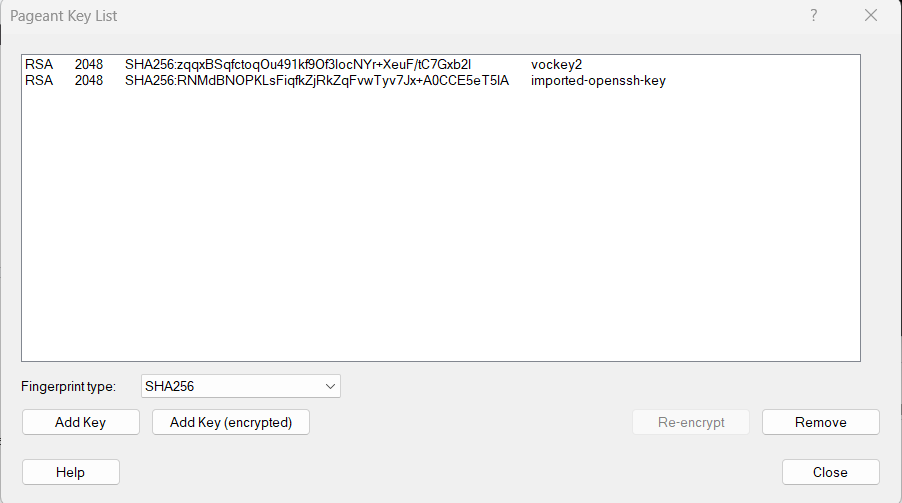 Pageant Key List
RSA 2048 SHA256:zqqxBSqfctoqOu491kf9Of3locNYr+XeuF/tC7Gxb2I vockey2
RSA 2048 SHA256:RNMdBNOPKLsFiqfkZjRkZqFvwTyv7Jx+A0CCE5eT5lA imported-openssh-key
Fingerprint type: SHA256
Add Key Add Key (encrypted) Re-encrypt Remove
Help Close